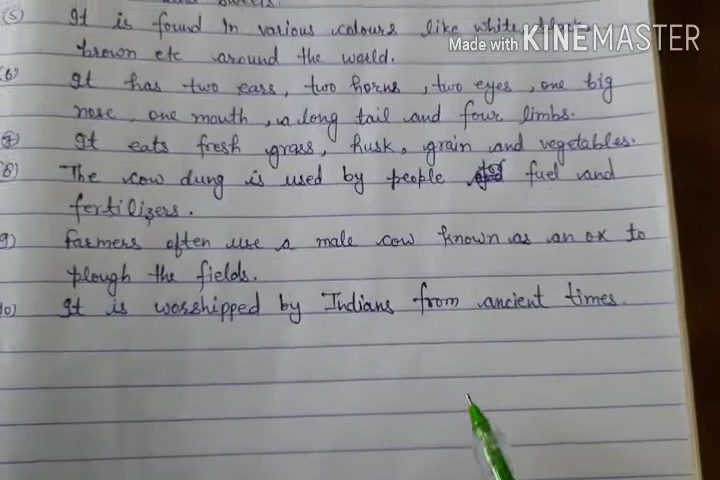 and sweets.
(5) It is found in various colours like white, black,
brown etc around the world.
Made with KINEMASTER
(6) It has two ears, two horns, two eyes, one big
nose, one mouth, a long tail and four limbs.
(7) It eats fresh grass, husk, grain and vegetables.
(8) The cow dung is used by people for fuel and
fertilizers.
9) farmers often use a male cow known as an ox to
plough the fields.
10) It is worshipped by Indians from ancient times.